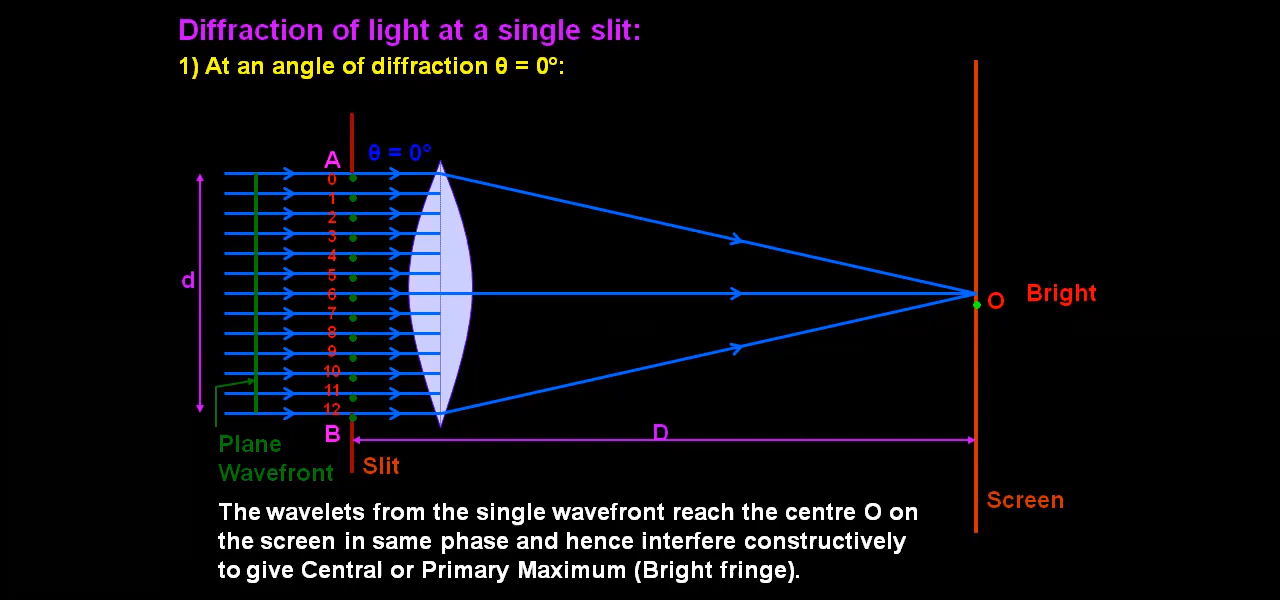 Diffraction of light at a single slit:
1) At an angle of diffraction θ = 0º:
A
θ = 0º
0
1
2
3
4
5
6
7
8
9
10
11
12
d
O
Bright
B
D
Plane
Wavefront
Slit
Screen
The wavelets from the single wavefront reach the centre O on
the screen in same phase and hence interfere constructively
to give Central or Primary Maximum (Bright fringe).